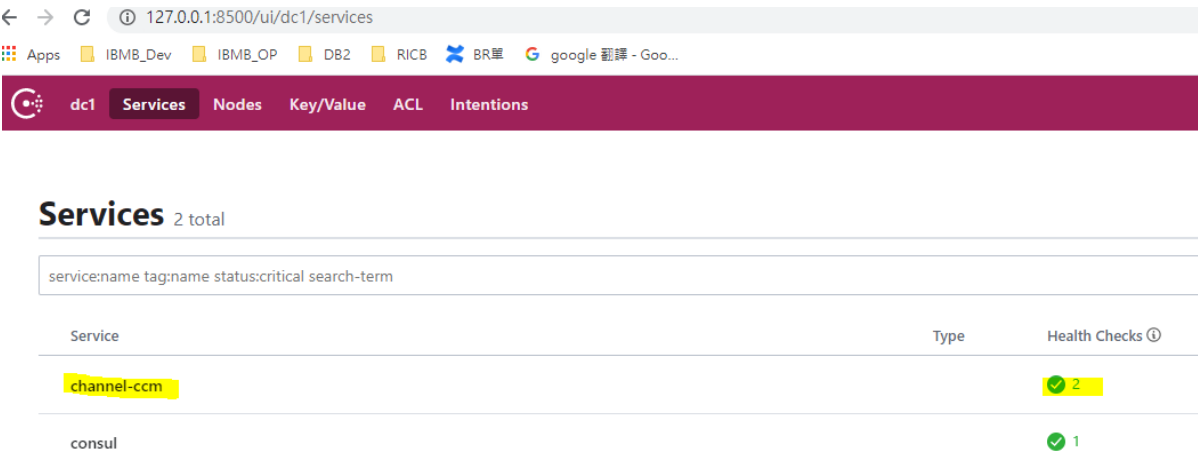 127.0.0.1:8500/ui/dc1/services
Apps IBMB_Dev IBMB_OP DB2 RICB BR單 google 翻譯 - Goo...
dc1 Services Nodes Key/Value ACL Intentions
Services 2 total
service:name tag:name status:critical search-term
Service Type Health Checks
channel-ccm 2
consul 1